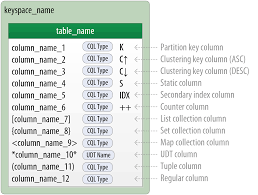 keyspace_name
table_name
column_name_1 CQL Type K Partition key column
column_name_2 CQL Type C↑ Clustering key column (ASC)
column_name_3 CQL Type C↓ Clustering key column (DESC)
column_name_4 CQL Type S Static column
column_name_5 CQL Type IDX Secondary index column
column_name_6 CQL Type ++ Counter column
[column_name_7] CQL Type List collection column
{column_name_8} CQL Type Set collection column
<column_name_9> CQL Type Map collection column
*column_name_10* UDT Name UDT column
(column_name_11) CQL Type Tuple column
column_name_12 CQL Type Regular column